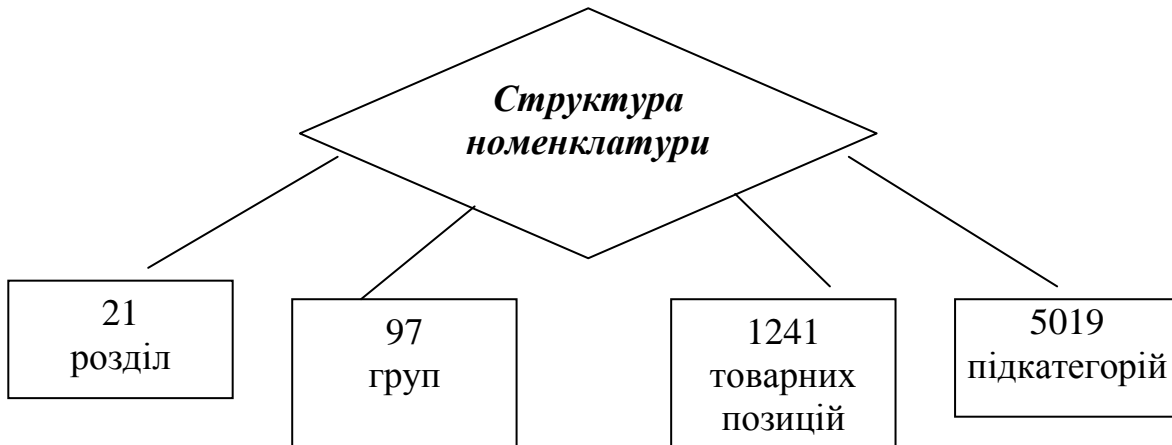 Структура
номенклатури
21
розділ
97
груп
1241
товарних
позицій
5019
підкатегорій